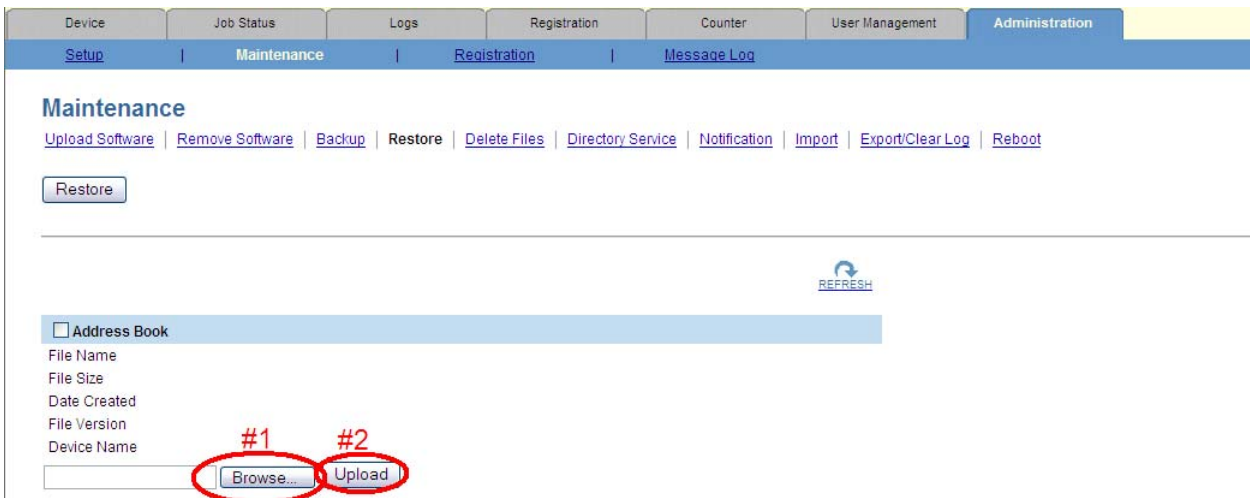 Device Job Status Logs Registration Counter User Management Administration
Setup | Maintenance | Registration | Message Log
Maintenance
Upload Software | Remove Software | Backup | Restore | Delete Files | Directory Service | Notification | Import | Export/Clear Log | Reboot
Restore
REFRESH
Address Book
File Name
File Size
Date Created
File Version
Device Name
#1 #2
Browse... Upload